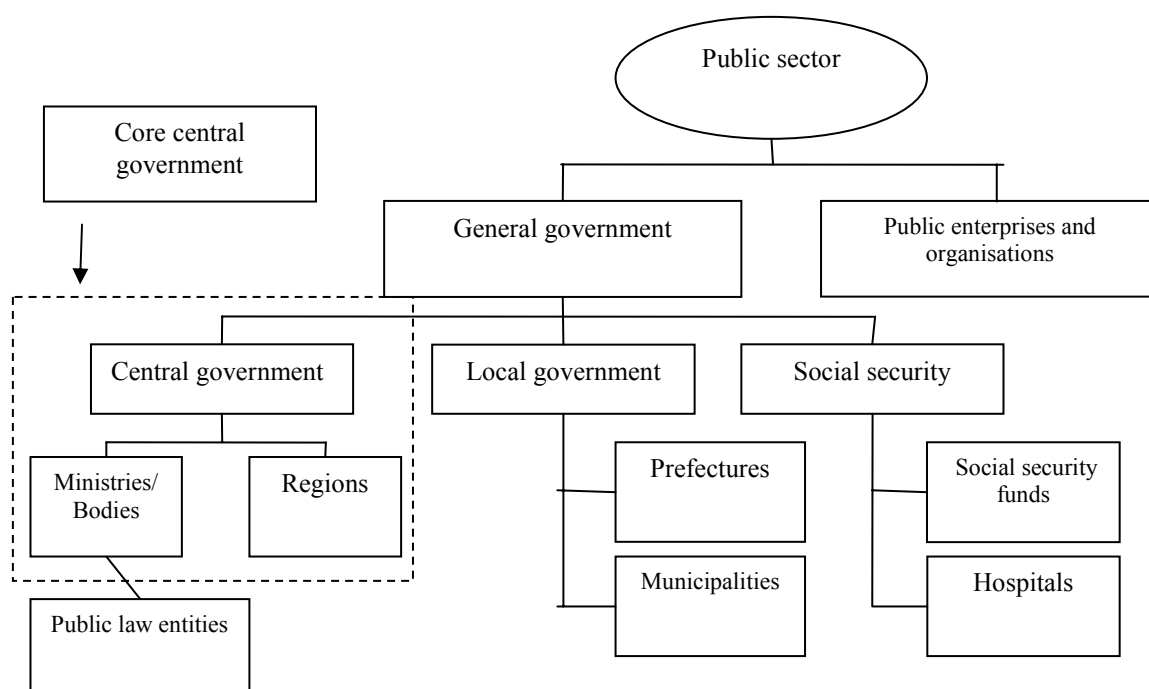 Public sector
Core central
government
General government
Public enterprises and
organisations
Central government
Local government
Social security
Ministries/
Bodies
Regions
Prefectures
Social security
funds
Municipalities
Hospitals
Public law entities